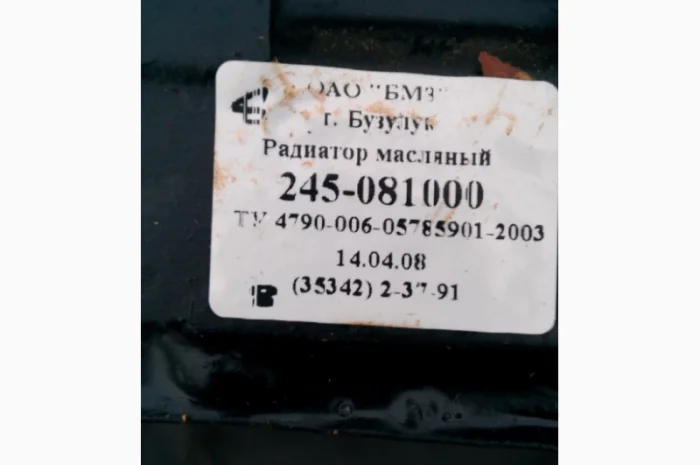 ОАО "БМЗ"
г. Бузулук
Радиатор масляный
245-081000
ТУ 4790-006-05785901-2003
14.04.08
(35342) 2-37-91